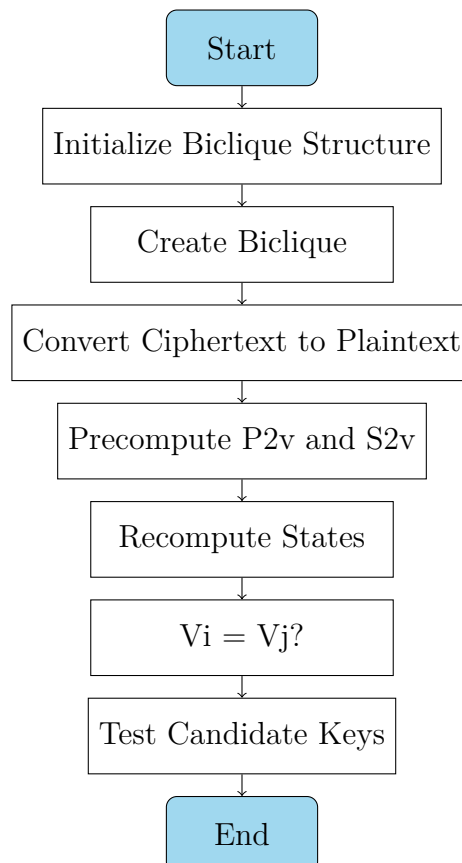 Start
Initialize Biclique Structure
Create Biclique
Convert Ciphertext to Plaintext
Precompute P2v and S2v
Recompute States
Vi = Vj?
Test Candidate Keys
End